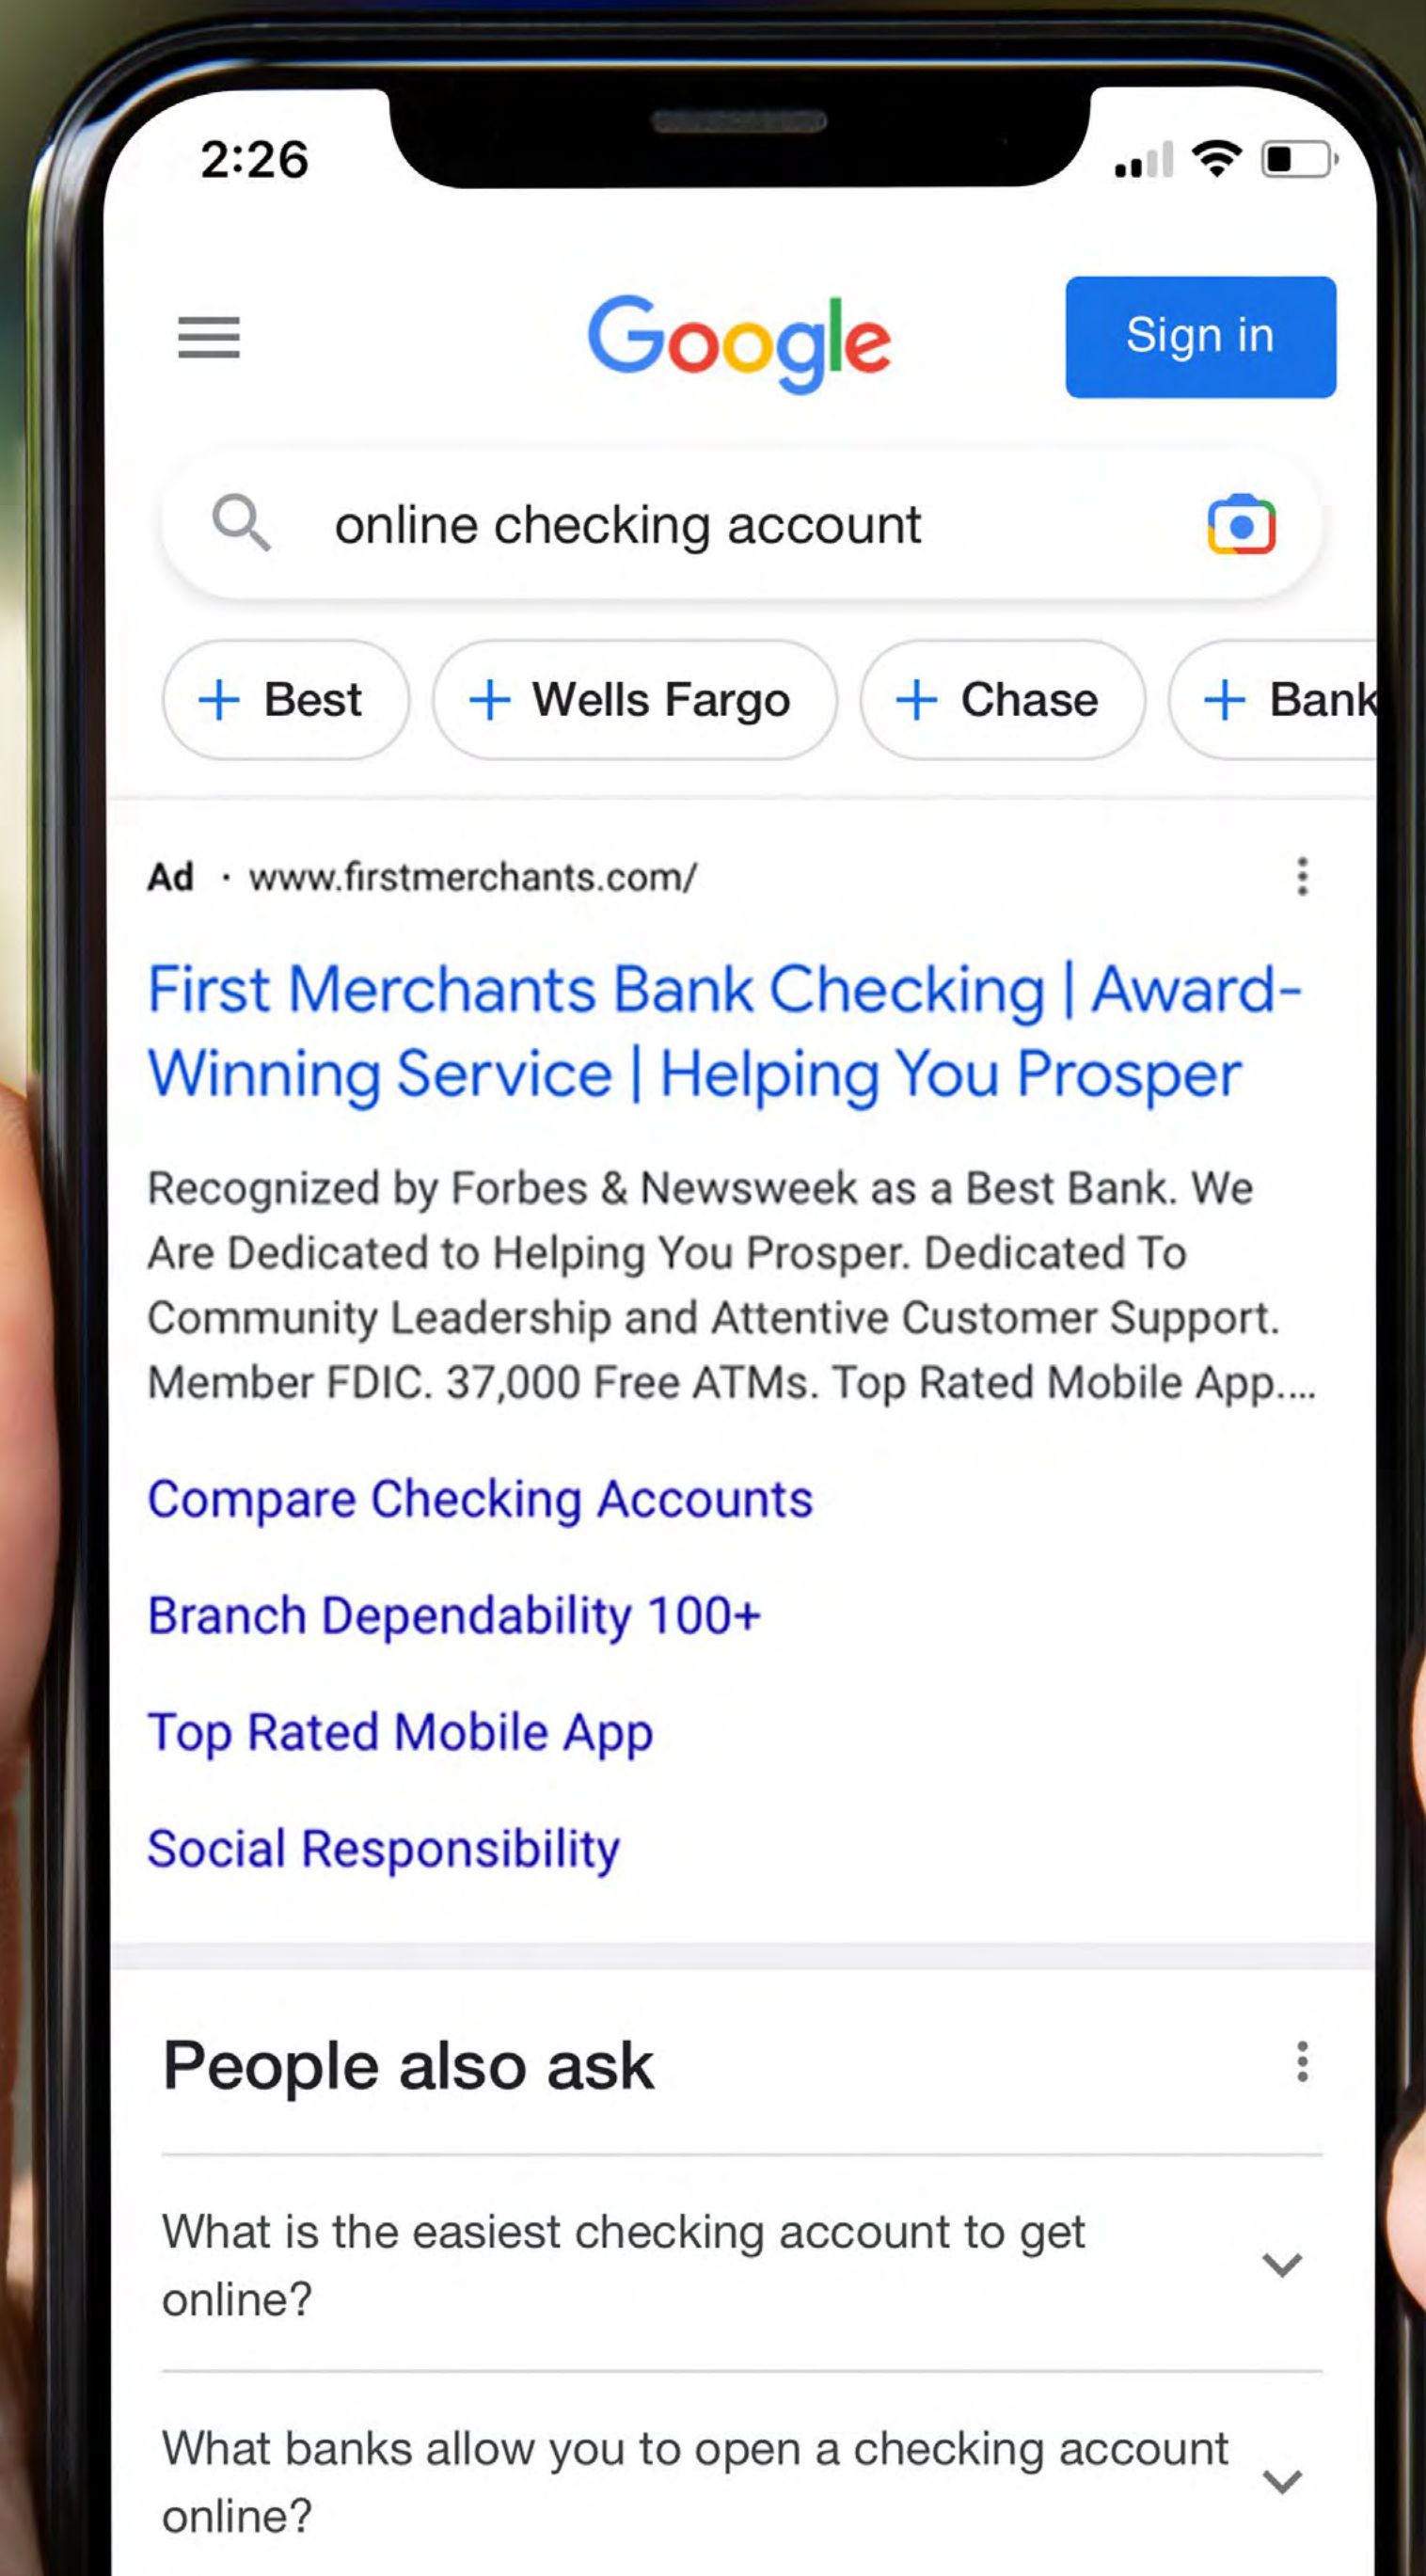 2:26
Google
Sign in
online checking account
Best
Wells Fargo
Chase
Bank
Ad · www.firstmerchants.com/
First Merchants Bank Checking | Award-
Winning Service | Helping You Prosper
Recognized by Forbes & Newsweek as a Best Bank. We
Are Dedicated to Helping You Prosper. Dedicated To
Community Leadership and Attentive Customer Support.
Member FDIC. 37,000 Free ATMs. Top Rated Mobile App....
Compare Checking Accounts
Branch Dependability 100+
Top Rated Mobile App
Social Responsibility
People also ask
What is the easiest checking account to get
online?
What banks allow you to open a checking account
online?